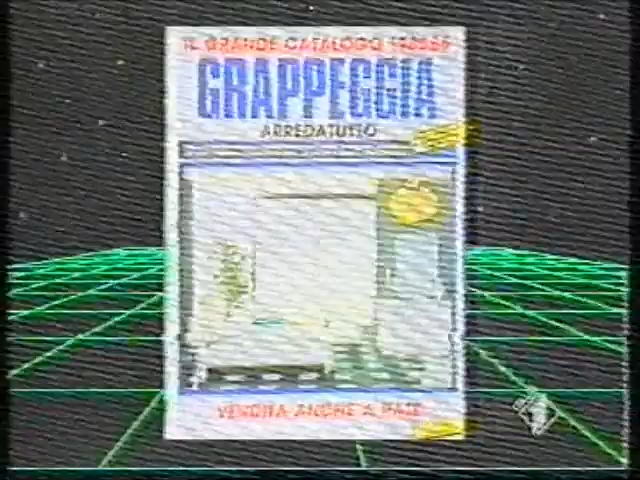 IL GRANDE CATALOGO
GRAPPEGGIA
ARREDATUTTO
VENDITA ANCHE A RATE